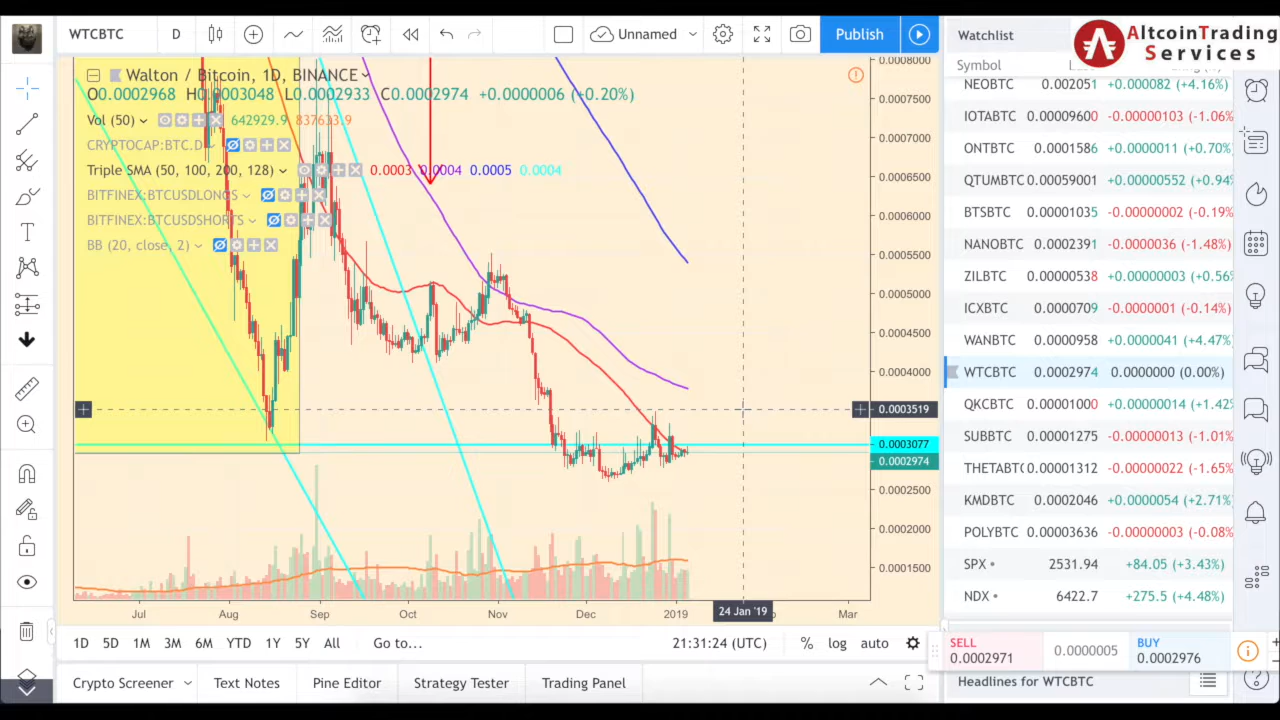 WTCBTC D Unnamed Publish Watchlist
AltcoinTrading
Services
Symbol
Walton / Bitcoin, 1D, BINANCE
O0.0002968 H0.0003048 L0.0002933 C0.0002974 +0.0000006 (+0.20%)
Vol (50) 642929.9
CRYPTOCAP:BTC.D
Triple SMA (50, 100, 200, 128) 0.0003 0.0004 0.0005 0.0004
BITFINEX:BTCUSDLONGS
BITFINEX:BTCUSDSHORTS
BB (20, close, 2)
0.0008000
0.0007500
0.0007000
0.0006500
0.0006000
0.0005500
0.0005000
0.0004500
0.0004000
0.0003519
0.0003077
0.0002974
0.0002500
0.0002000
0.0001500
NEOBTC 0.002051 +0.000082 (+4.16%)
IOTABTC 0.00009600 -0.00000103 (-1.06%
ONTBTC 0.0001586 +0.0000011 (+0.70%)
QTUMBTC 0.00059001 +0.00000552 (+0.94%
BTSBTC 0.00001035 -0.00000002 (-0.19%)
NANOBTC 0.0002391 -0.0000036 (-1.48%)
ZILBTC 0.00000538 +0.00000003 (+0.56%
ICXBTC 0.0000709 -0.0000001 (-0.14%)
WANBTC 0.0000958 +0.0000041 (+4.47%)
WTCBTC 0.0002974 0.0000000 (0.00%)
QKCBTC 0.00001000 +0.00000014 (+1.42%
SUBBTC 0.00001275 -0.00000013 (-1.01%
THETABTC 0.00001312 -0.00000022 (-1.65%
KMDBTC 0.0002046 +0.0000054 (+2.71%
POLYBTC 0.00003636 -0.00000003 (-0.08%
SPX 2531.94 +84.05 (+3.43%)
NDX 6422.7 +275.5 (+4.48%)
Jul Aug Sep Oct Nov Dec 2019 24 Jan '19 Mar
1D 5D 1M 3M 6M YTD 1Y 5Y All Go to... 21:31:24 (UTC) % log auto
SELL 0.0000005 BUY
0.0002971 0.0002976
Crypto Screener Text Notes Pine Editor Strategy Tester Trading Panel
Headlines for WTCBTC